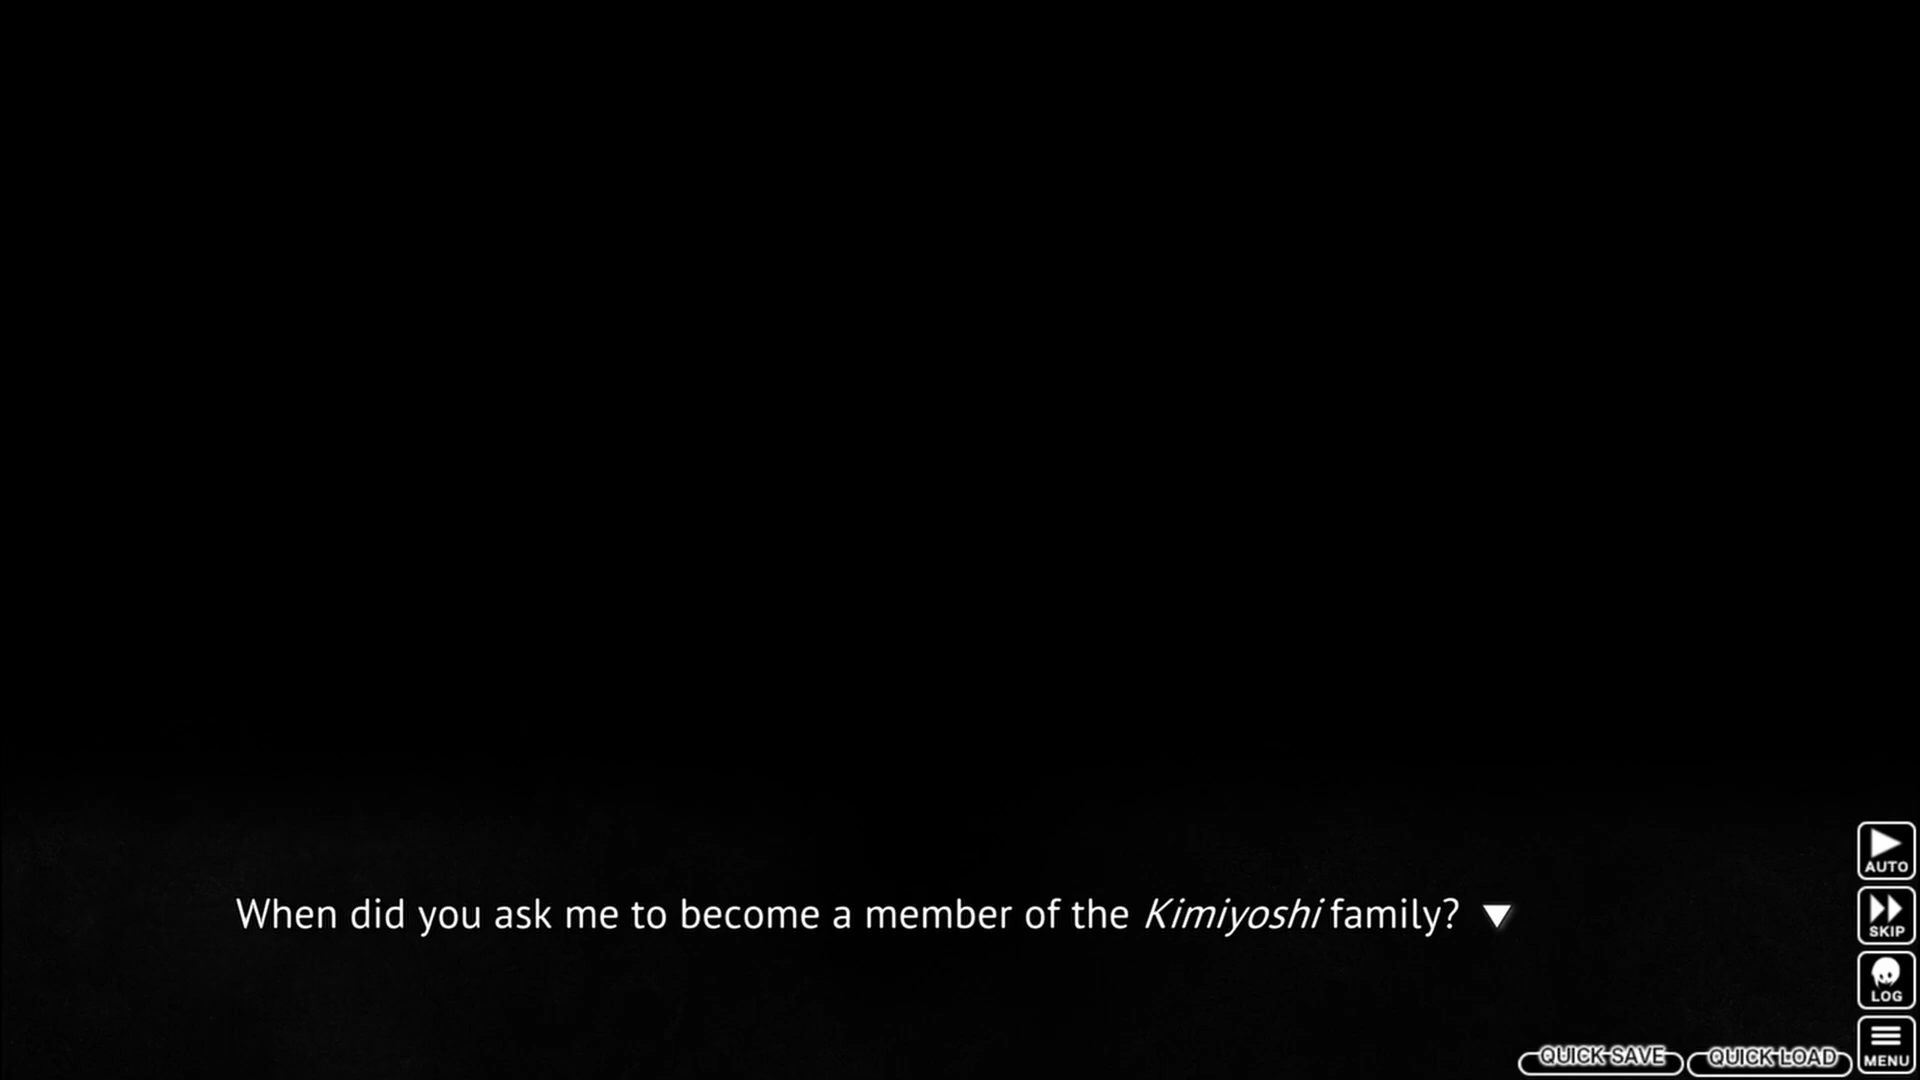 When did you ask me to become a member of the Kimiyoshi family?
AUTO
SKIP
LOG
MENU
QUICK SAVE
QUICK LOAD